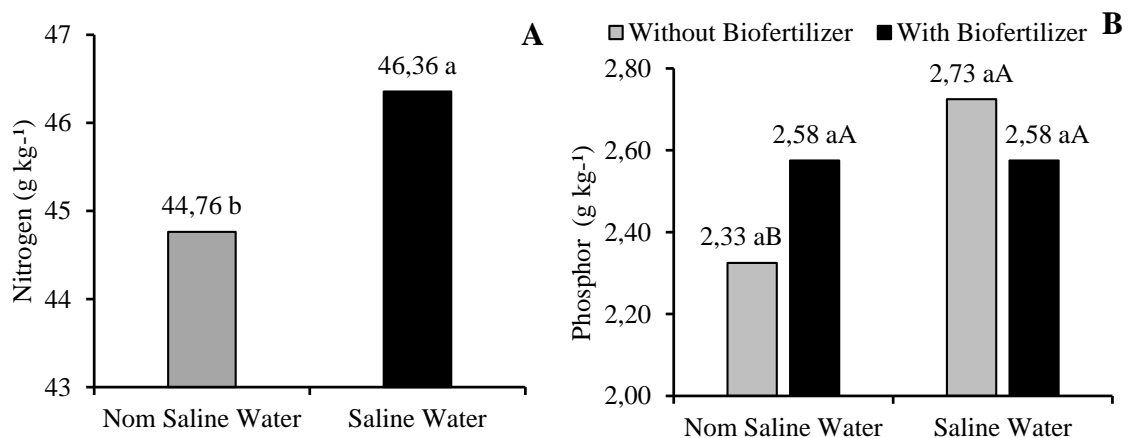 A
Nitrogen (g kg-¹)
47
46
45
44
43
44,76 b
46,36 a
Nom Saline Water
Saline Water
B
Without Biofertilizer
With Biofertilizer
Phosphor (g kg-¹)
2,80
2,60
2,40
2,20
2,00
2,33 aB
2,58 aA
2,73 aA
2,58 aA
Nom Saline Water
Saline Water